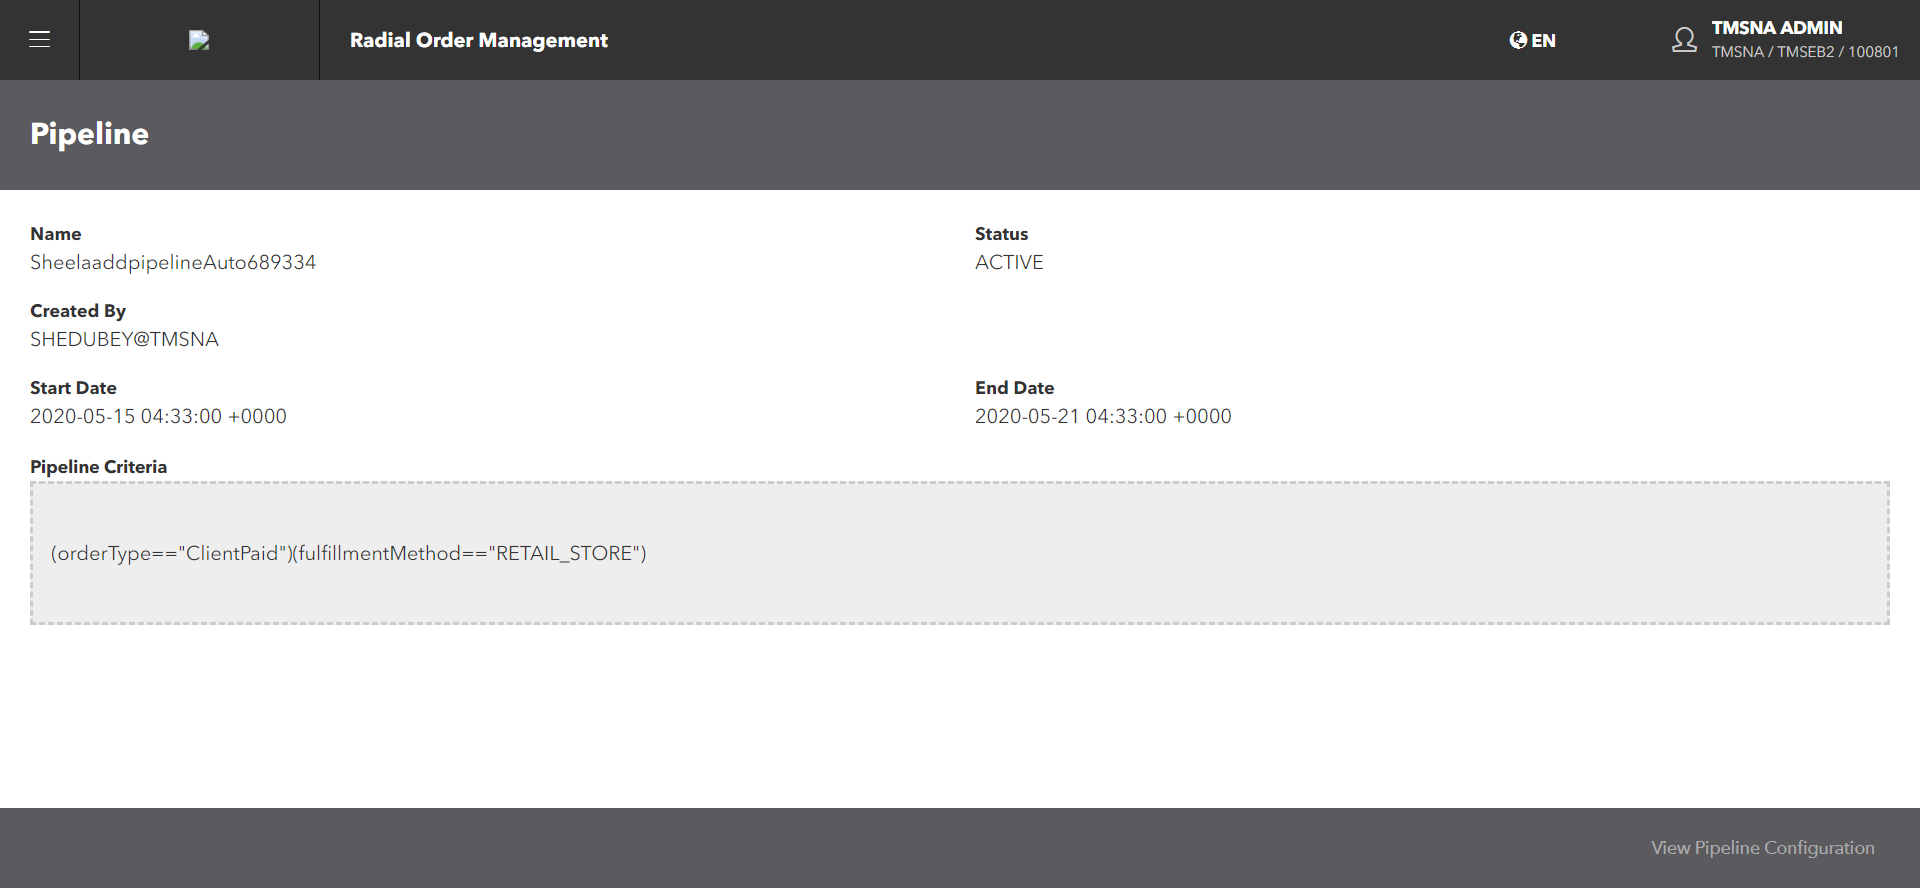 Radial Order Management
EN
TMSNA ADMIN
TMSNA / TMSEB2 / 100801
Pipeline
Name
SheelaaddpipelineAuto689334
Status
ACTIVE
Created By
SHEDUBEY@TMSNA
Start Date
2020-05-15 04:33:00 +0000
End Date
2020-05-21 04:33:00 +0000
Pipeline Criteria
(orderType=="ClientPaid")(fulfillmentMethod=="RETAIL_STORE")
View Pipeline Configuration